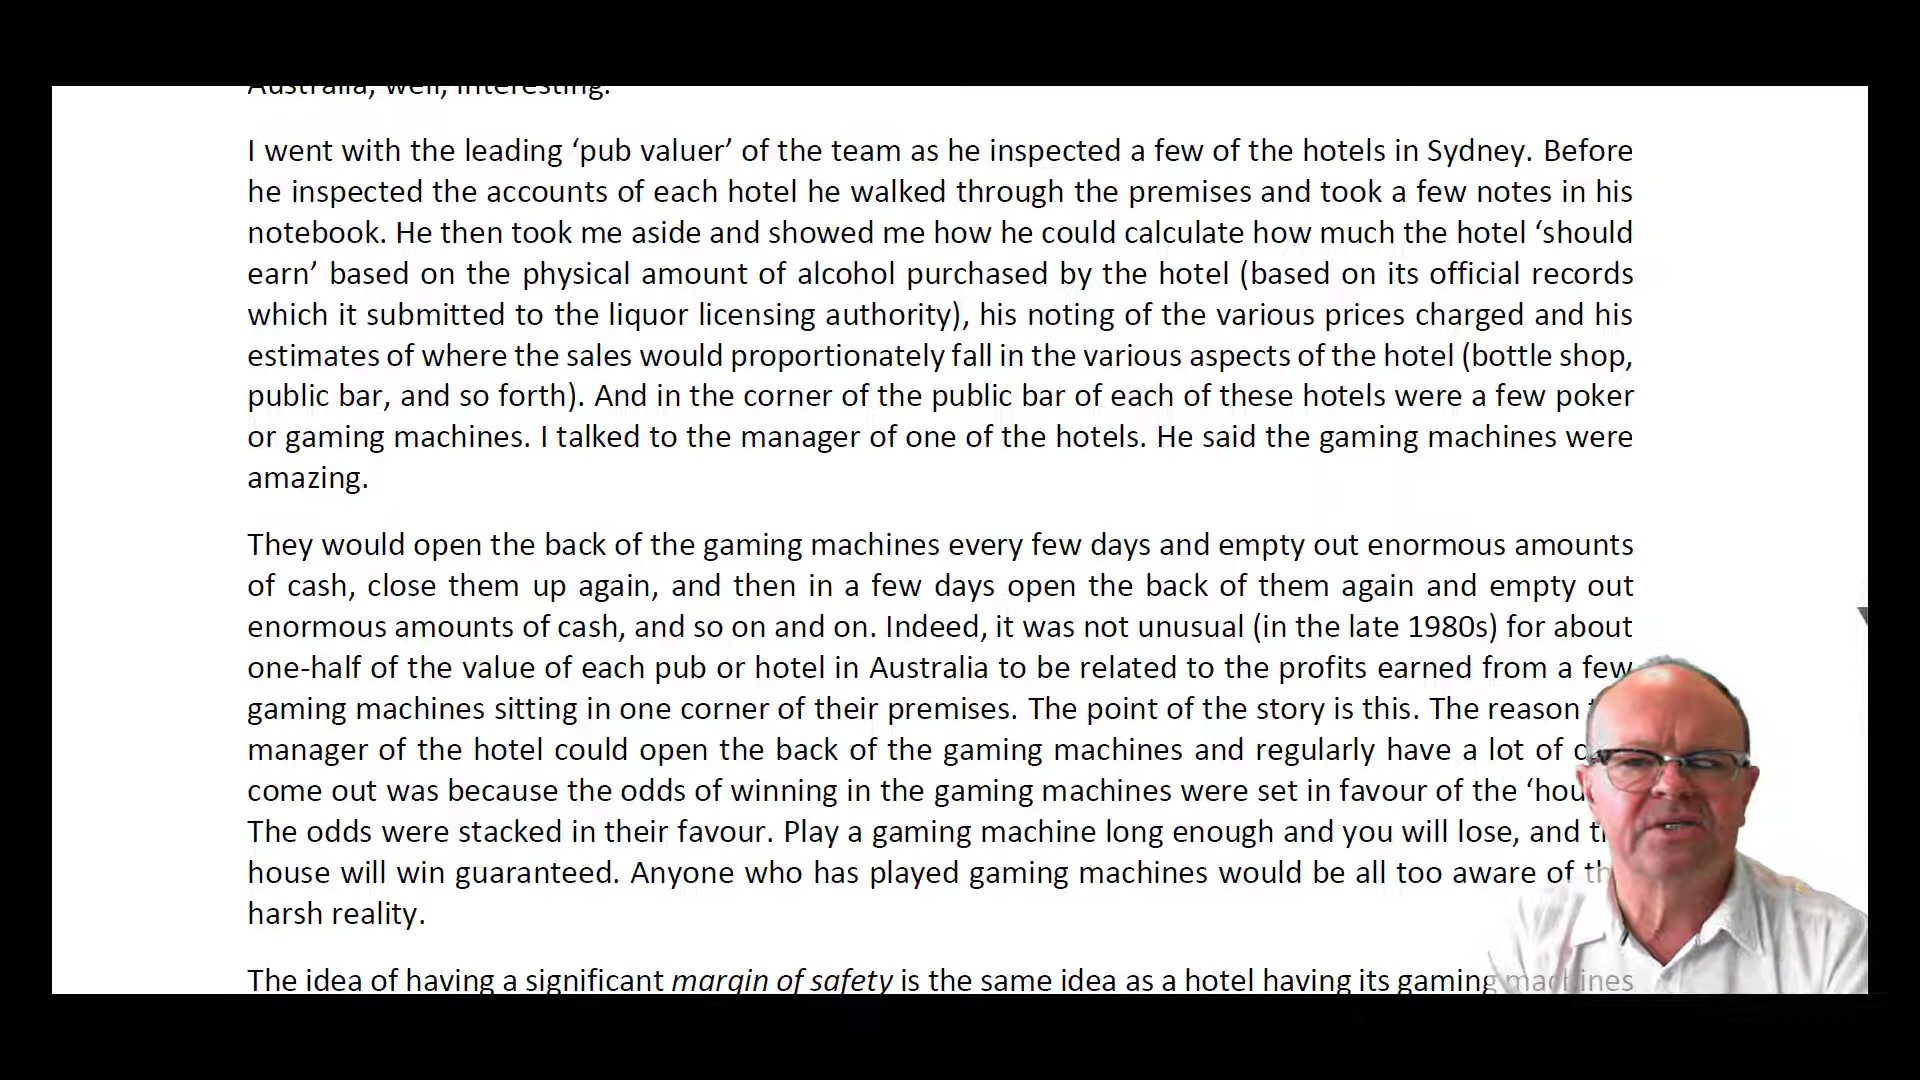 Australia, well, interesting.
I went with the leading ‘pub valuer’ of the team as he inspected a few of the hotels in Sydney. Before
he inspected the accounts of each hotel he walked through the premises and took a few notes in his
notebook. He then took me aside and showed me how he could calculate how much the hotel ‘should
earn’ based on the physical amount of alcohol purchased by the hotel (based on its official records
which it submitted to the liquor licensing authority), his noting of the various prices charged and his
estimates of where the sales would proportionately fall in the various aspects of the hotel (bottle shop,
public bar, and so forth). And in the corner of the public bar of each of these hotels were a few poker
or gaming machines. I talked to the manager of one of the hotels. He said the gaming machines were
amazing.
They would open the back of the gaming machines every few days and empty out enormous amounts
of cash, close them up again, and then in a few days open the back of them again and empty out
enormous amounts of cash, and so on and on. Indeed, it was not unusual (in the late 1980s) for about
one-half of the value of each pub or hotel in Australia to be related to the profits earned from a few
gaming machines sitting in one corner of their premises. The point of the story is this. The reason
manager of the hotel could open the back of the gaming machines and regularly have a lot of
come out was because the odds of winning in the gaming machines were set in favour of the
The odds were stacked in their favour. Play a gaming machine long enough and you will lose, and
house will win guaranteed. Anyone who has played gaming machines would be all too aware of
harsh reality.
The idea of having a significant margin of safety is the same idea as a hotel having its gaming machines